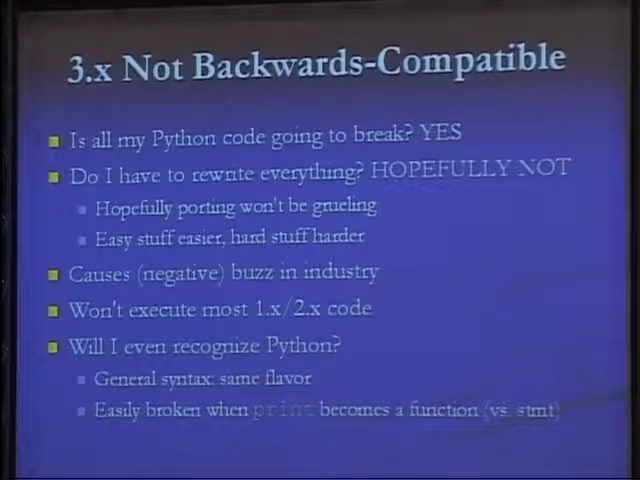 3.x Not Backwards-Compatible
Is all my Python code going to break? YES
Do I have to rewrite everything? HOPEFULLY NOT
Hopefully porting won't be grueling
Easy stuff easier, hard stuff harder
Causes (negative) buzz in industry
Won't execute most 1.x/2.x code
Will I even recognize Python?
General syntax: same flavor
Easily broken when print becomes a function (vs. stmt)